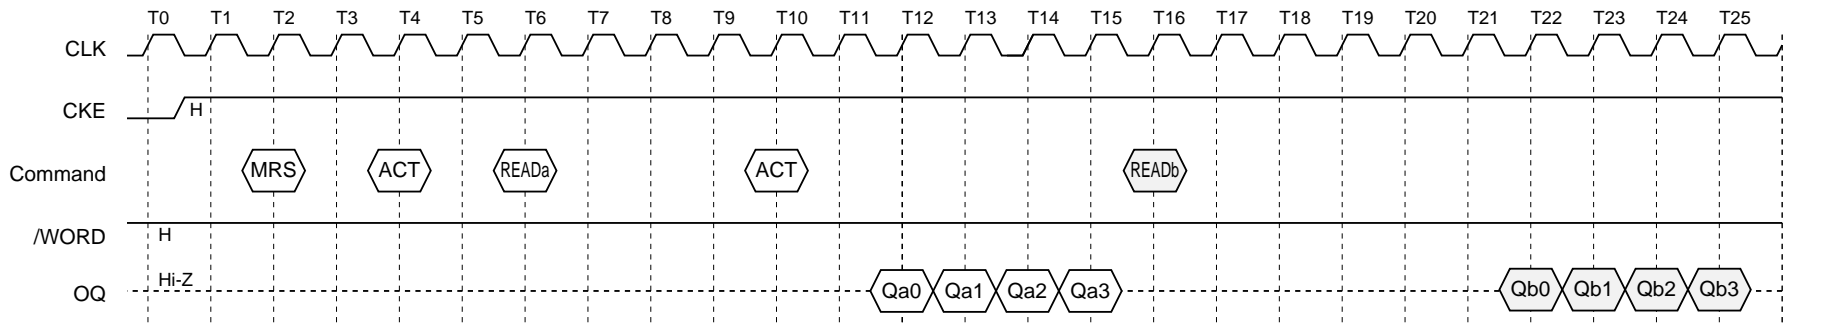 T0 T1 T2 T3 T4 T5 T6 T7 T8 T9 T10 T11 T12 T13 T14 T15 T16 T17 T18 T19 T20 T21 T22 T23 T24 T25
CLK
CKE H
Command MRS ACT READa ACT READb
/WORD H
OQ Hi-Z Qa0 Qa1 Qa2 Qa3 Qb0 Qb1 Qb2 Qb3